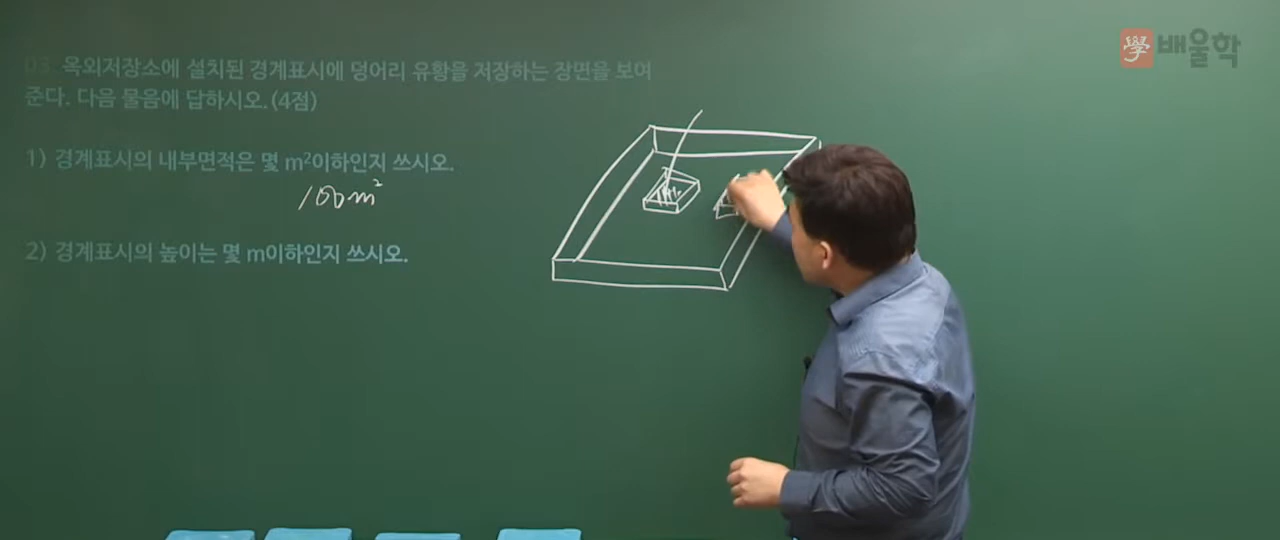 學 배울학
03. 옥외저장소에 설치된 경계표시에 덩어리 유황을 저장하는 장면을 보여
준다. 다음 물음에 답하시오.(4점)
1) 경계표시의 내부면적은 몇 m²이하인지 쓰시오.
100m²
2) 경계표시의 높이는 몇 m이하인지 쓰시오.